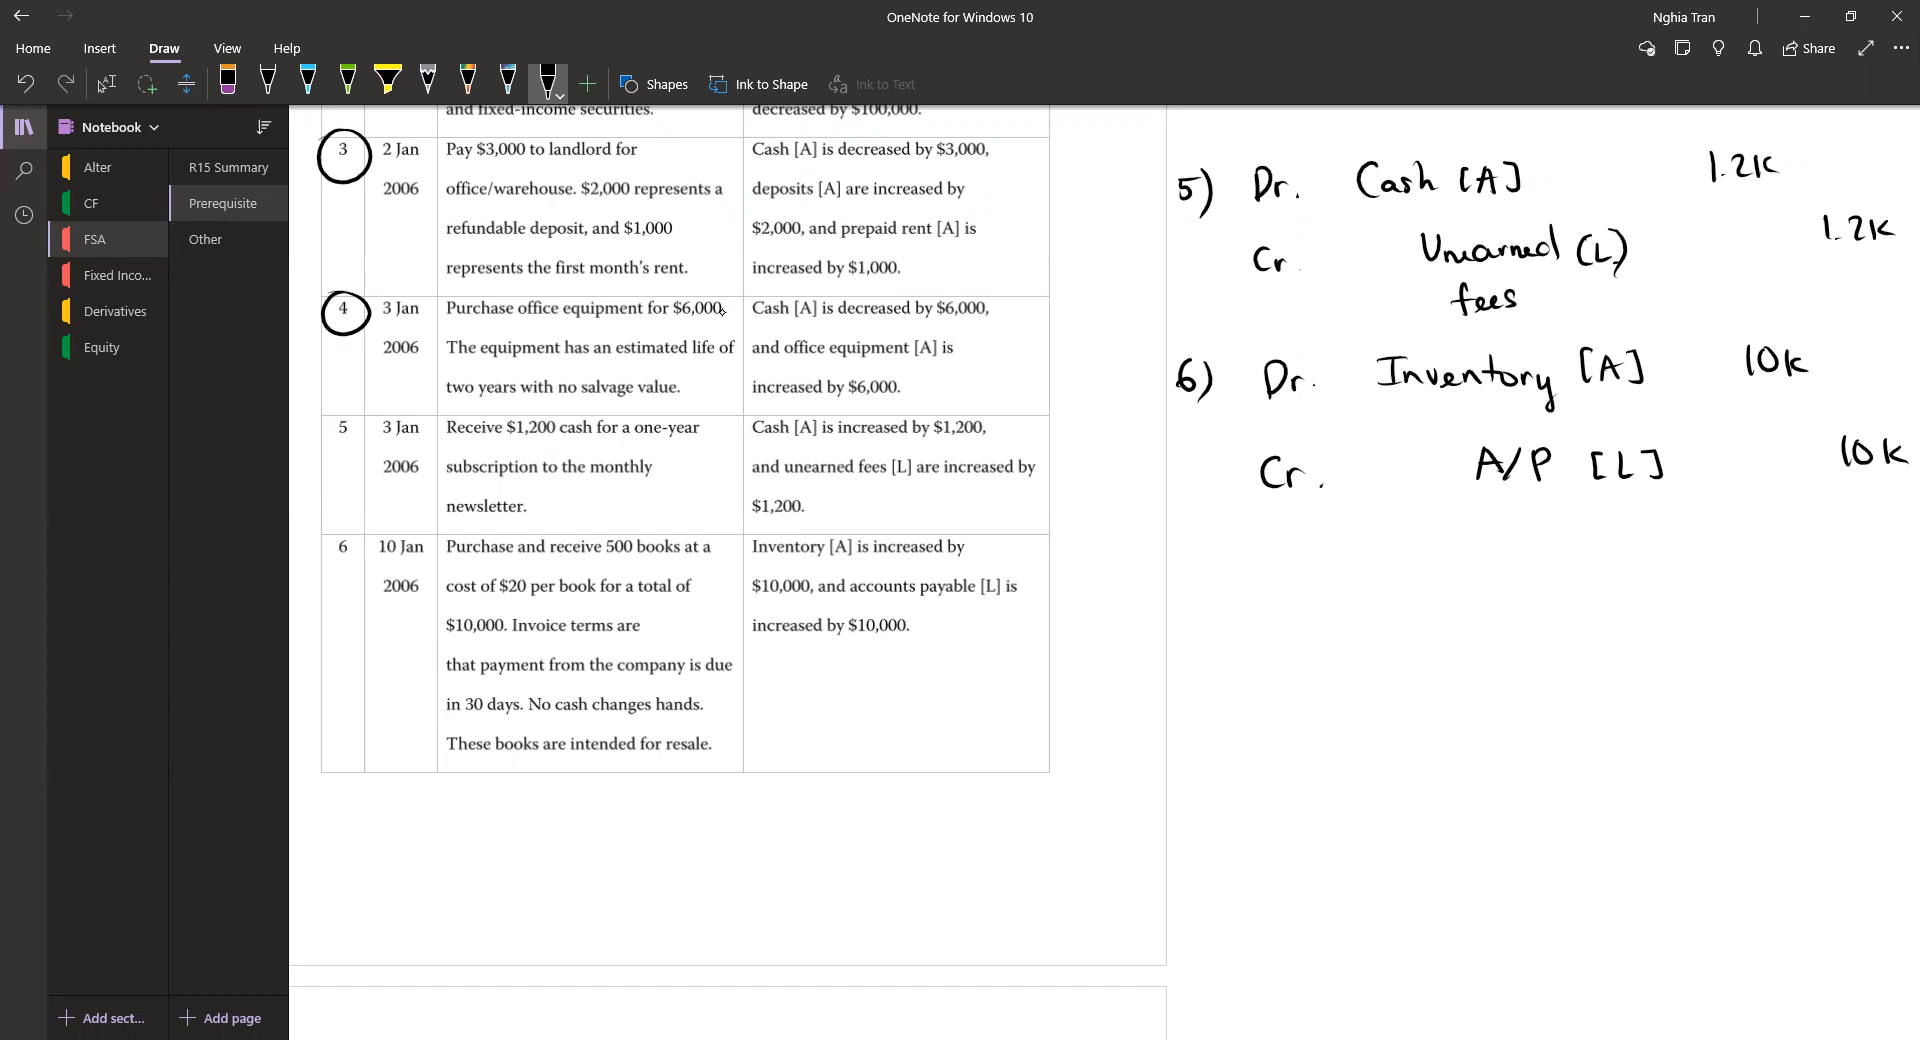 OneNote for Windows 10
Nghia Tran
Home
Insert
Draw
View
Help
Share
Shapes
Ink to Shape
Ink to Text
Notebook
Alter
CF
FSA
Fixed Inco...
Derivatives
Equity
R15 Summary
Prerequisite
Other
Add sect...
Add page
and fixed-income securities.
decreased by $100,000.
3
2 Jan
2006
Pay $3,000 to landlord for
office/warehouse. $2,000 represents a
refundable deposit, and $1,000
represents the first month's rent.
Cash [A] is decreased by $3,000,
deposits [A] are increased by
$2,000, and prepaid rent [A] is
increased by $1,000.
4
3 Jan
2006
Purchase office equipment for $6,000.
The equipment has an estimated life of
two years with no salvage value.
Cash [A] is decreased by $6,000,
and office equipment [A] is
increased by $6,000.
5
3 Jan
2006
Receive $1,200 cash for a one-year
subscription to the monthly
newsletter.
Cash [A] is increased by $1,200,
and unearned fees [L] are increased by
$1,200.
6
10 Jan
2006
Purchase and receive 500 books at a
cost of $20 per book for a total of
$10,000. Invoice terms are
that payment from the company is due
in 30 days. No cash changes hands.
These books are intended for resale.
Inventory [A] is increased by
$10,000, and accounts payable [L] is
increased by $10,000.
5) Dr. Cash [A] 1.2K
Cr. Unearned (L) 1.2K
fees
6) Dr. Inventory [A] 10K
Cr. A/P [L] 10K